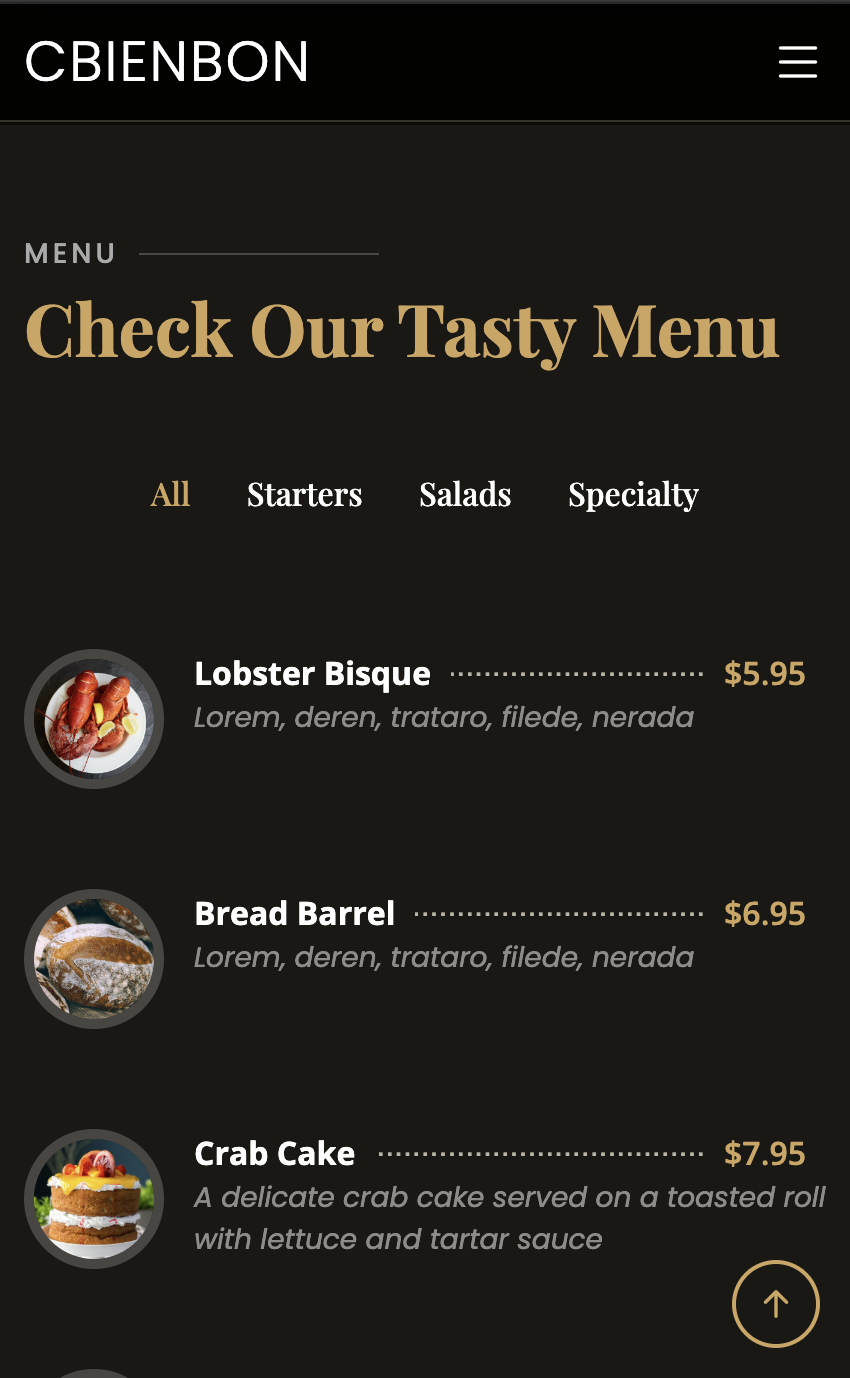 CBIENBON
MENU
Check Our Tasty Menu
All Starters Salads Specialty
Lobster Bisque $5.95
Lorem, deren, trataro, filede, nerada
Bread Barrel $6.95
Lorem, deren, trataro, filede, nerada
Crab Cake $7.95
A delicate crab cake served on a toasted roll
with lettuce and tartar sauce